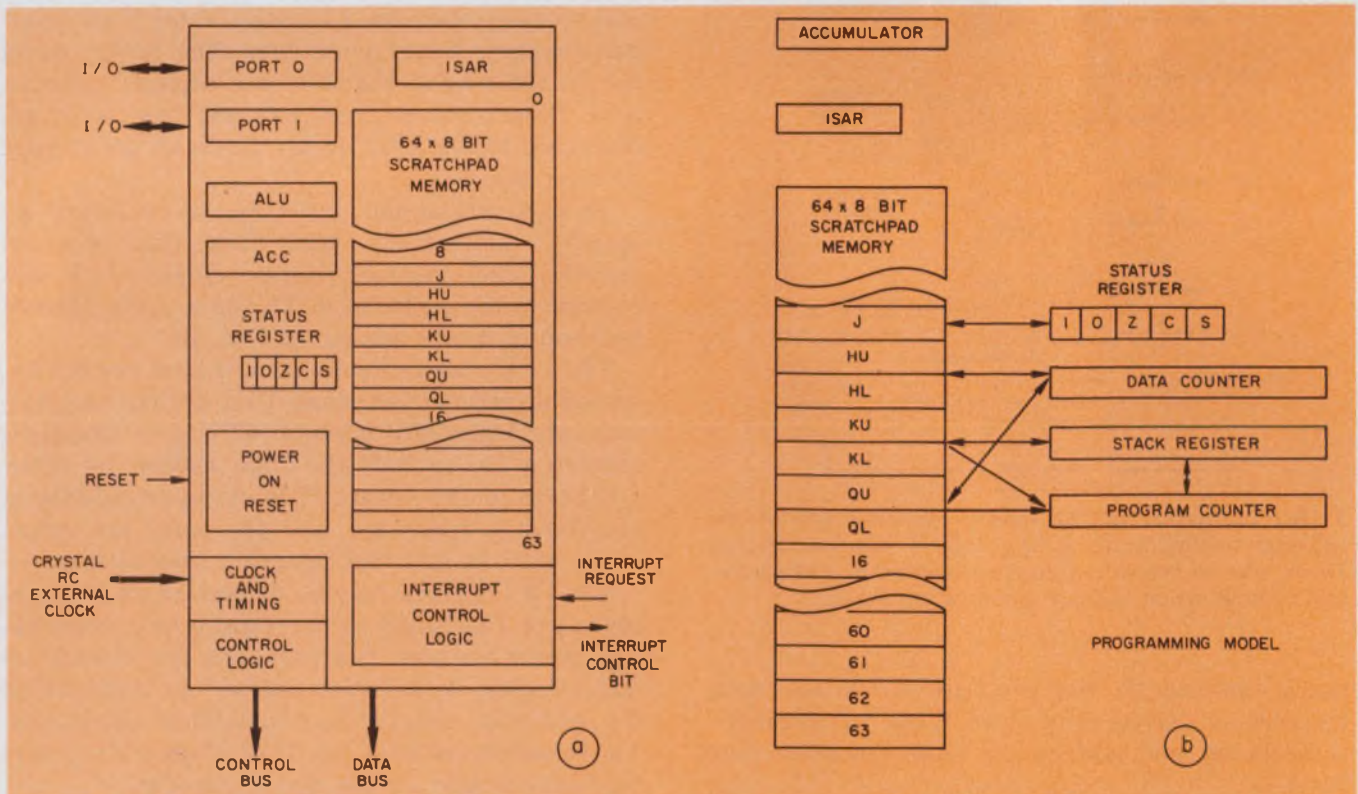 I/O
PORT 0
ISAR
0
I/O
PORT 1
64 x 8 BIT
SCRATCHPAD
MEMORY
ALU
ACC
8
J
HU
HL
KU
KL
QU
QL
16
STATUS
REGISTER
I O Z C S
RESET
POWER
ON
RESET
63
CRYSTAL
RC
EXTERNAL
CLOCK
CLOCK
AND
TIMING
CONTROL
LOGIC
INTERRUPT
CONTROL
LOGIC
INTERRUPT
REQUEST
INTERRUPT
CONTROL
BIT
CONTROL
BUS
DATA
BUS
a
ACCUMULATOR
ISAR
64 x 8 BIT
SCRATCHPAD
MEMORY
J
HU
HL
KU
KL
QU
QL
16
60
61
62
63
STATUS
REGISTER
I O Z C S
DATA COUNTER
STACK REGISTER
PROGRAM COUNTER
PROGRAMMING MODEL
b